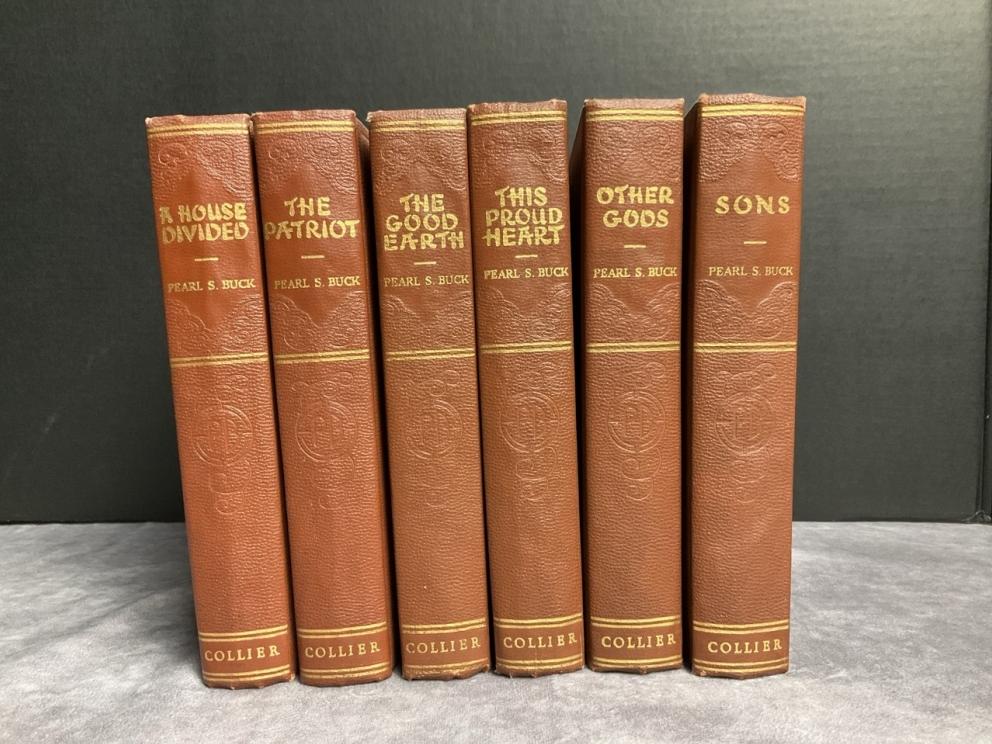 A HOUSE
DIVIDED
PEARL S. BUCK
COLLIER
THE
PATRIOT
PEARL S. BUCK
COLLIER
THE
GOOD
EARTH
PEARL S. BUCK
COLLIER
THIS
PROUD
HEART
PEARL S. BUCK
COLLIER
OTHER
GODS
PEARL S. BUCK
COLLIER
SONS
PEARL S. BUCK
COLLIER